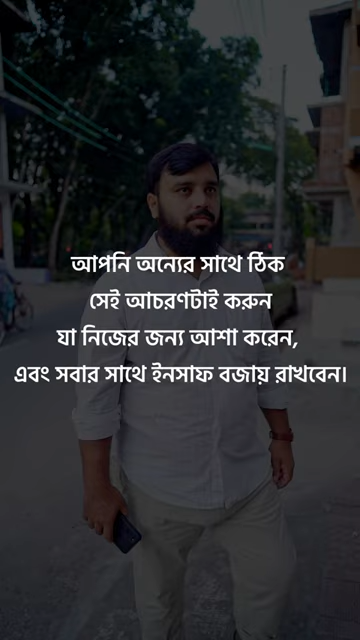 আপনি অন্যের সাথে ঠিক
সেই আচরণটাই করুন
যা নিজের জন্য আশা করেন,
এবং সবার সাথে ইনসাফ বজায় রাখবেন।